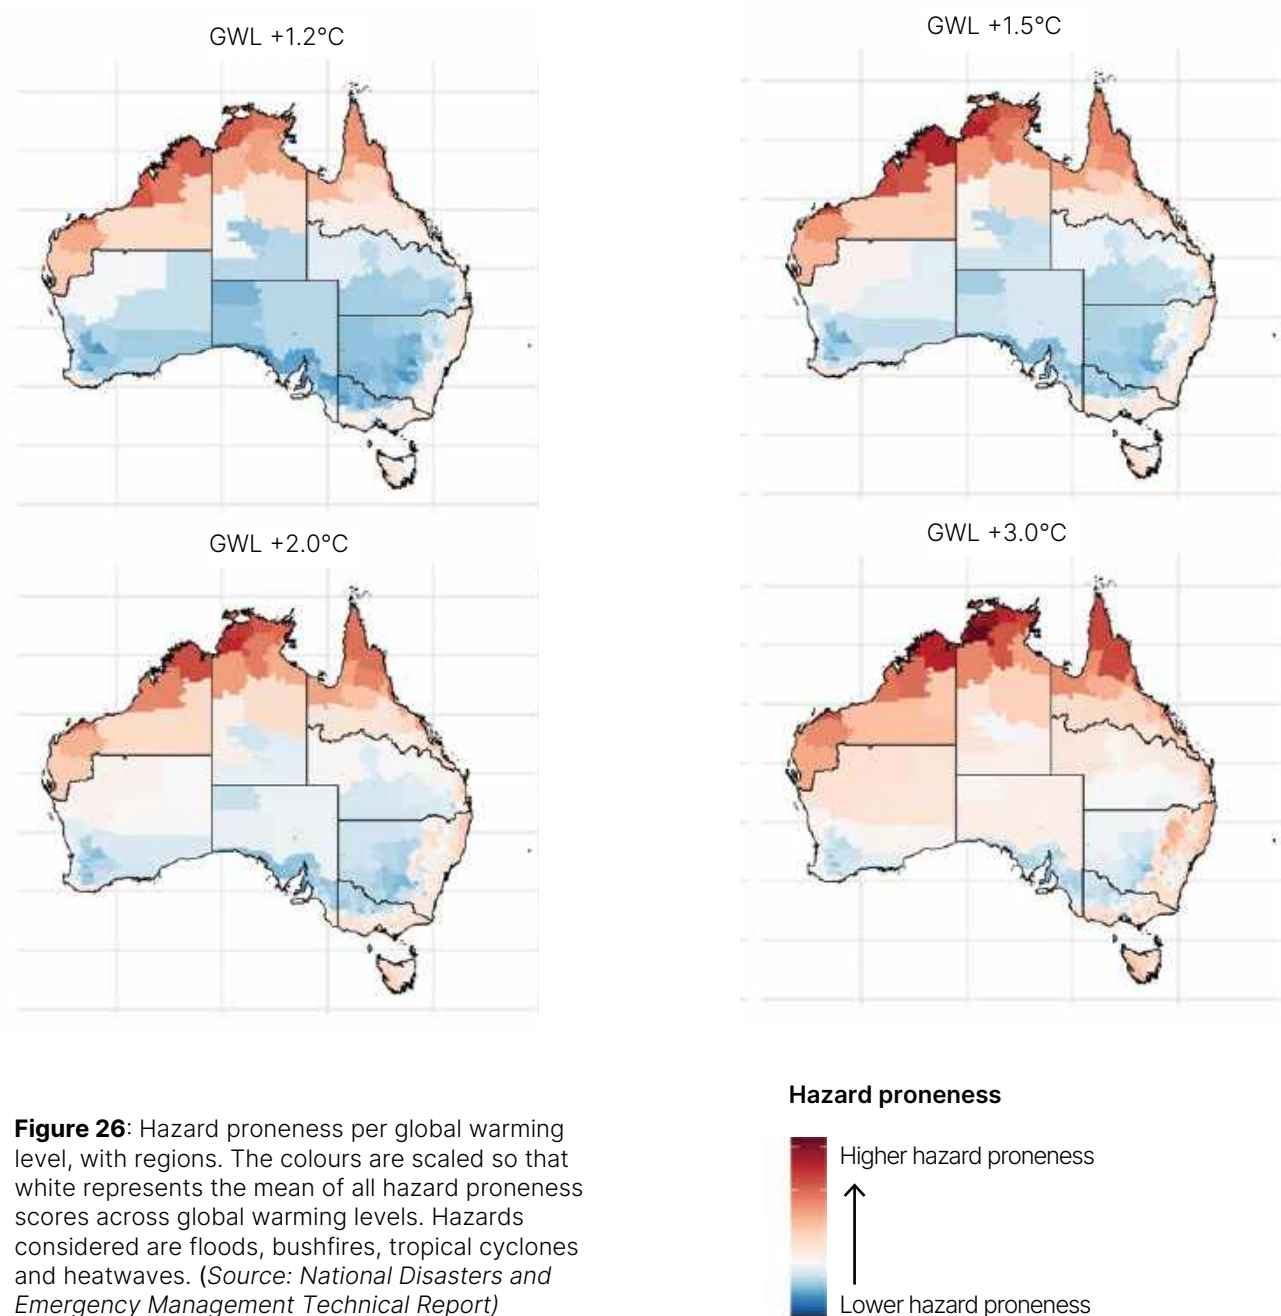 GWL +1.2°C
GWL +1.5°C
GWL +2.0°C
GWL +3.0°C
Figure 26: Hazard proneness per global warming
level, with regions. The colours are scaled so that
white represents the mean of all hazard proneness
scores across global warming levels. Hazards
considered are floods, bushfires, tropical cyclones
and heatwaves. (Source: National Disasters and
Emergency Management Technical Report)
Hazard proneness
Higher hazard proneness
Lower hazard proneness